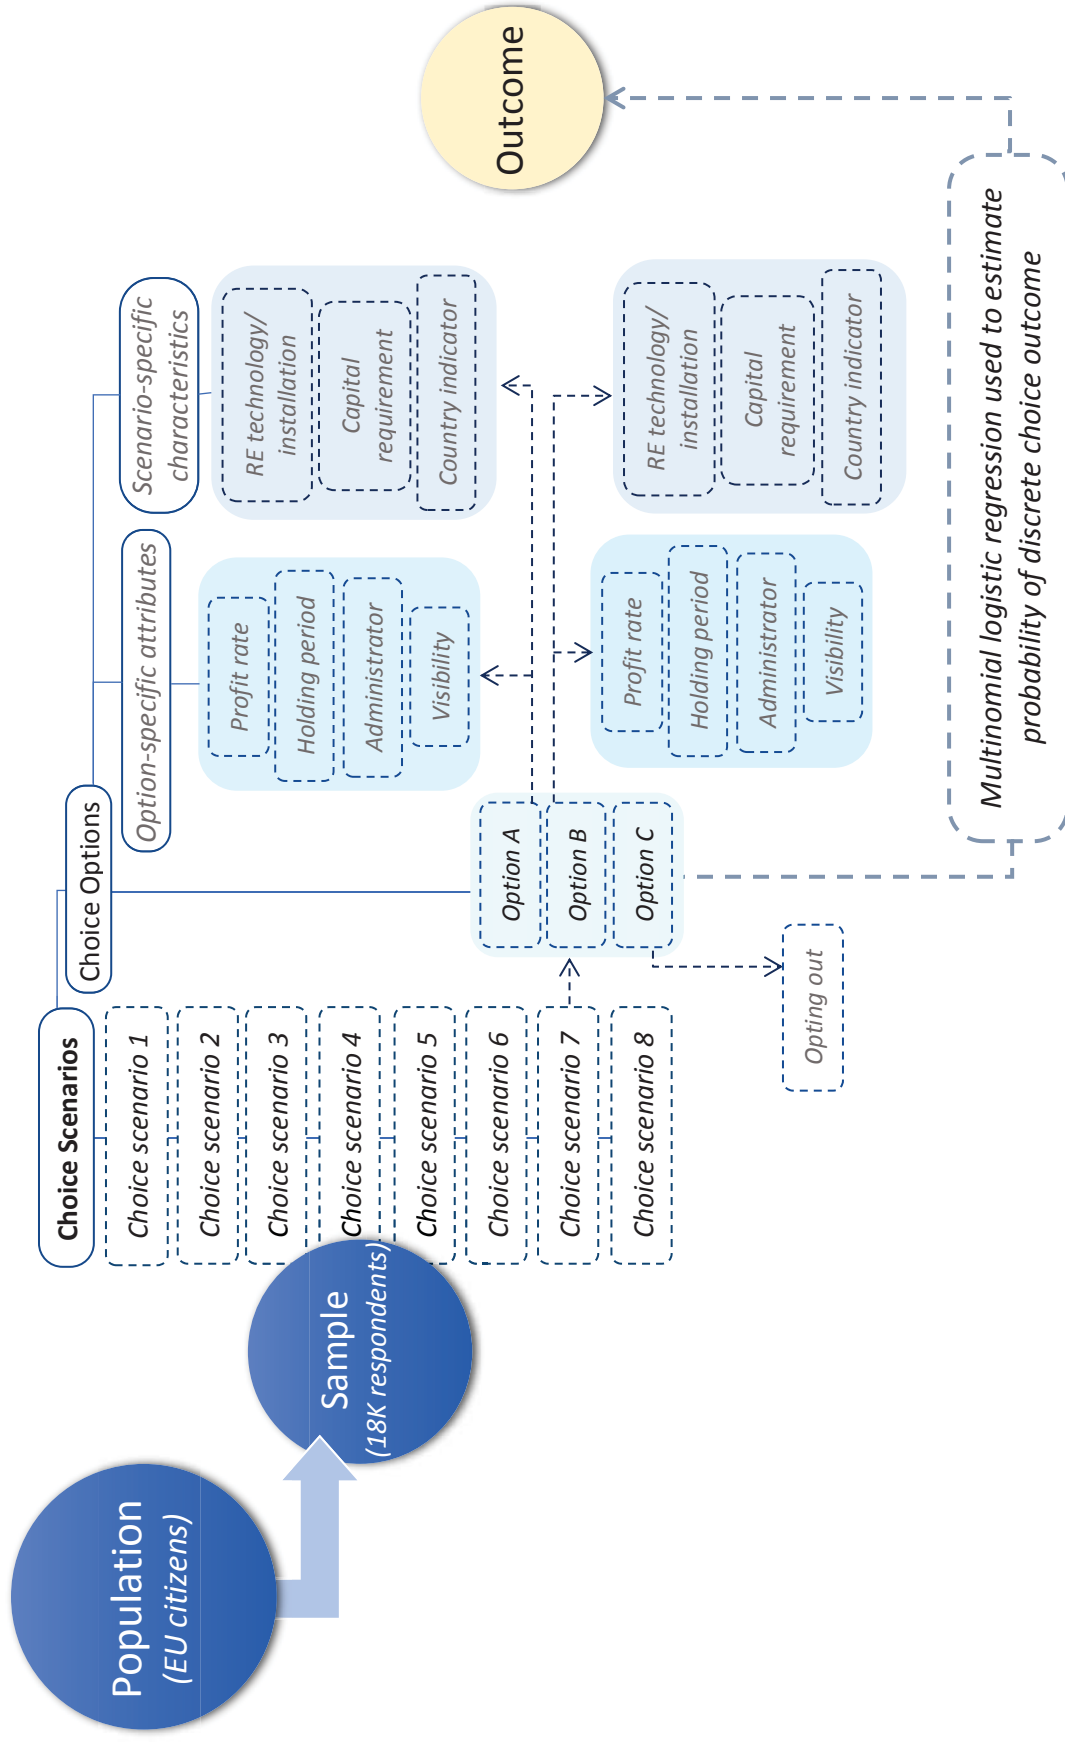 Population
(EU citizens)
Sample
(18K respondents)
Choice Scenarios
Choice scenario 1
Choice scenario 2
Choice scenario 3
Choice scenario 4
Choice scenario 5
Choice scenario 6
Choice scenario 7
Choice scenario 8
Choice Options
Option A
Option B
Option C
Opting out
Option-specific attributes
Profit rate
Holding period
Administrator
Visibility
Profit rate
Holding period
Administrator
Visibility
Scenario-specific
characteristics
RE technology/
installation
Capital
requirement
Country indicator
RE technology/
installation
Capital
requirement
Country indicator
Multinomial logistic regression used to estimate
probability of discrete choice outcome
Outcome